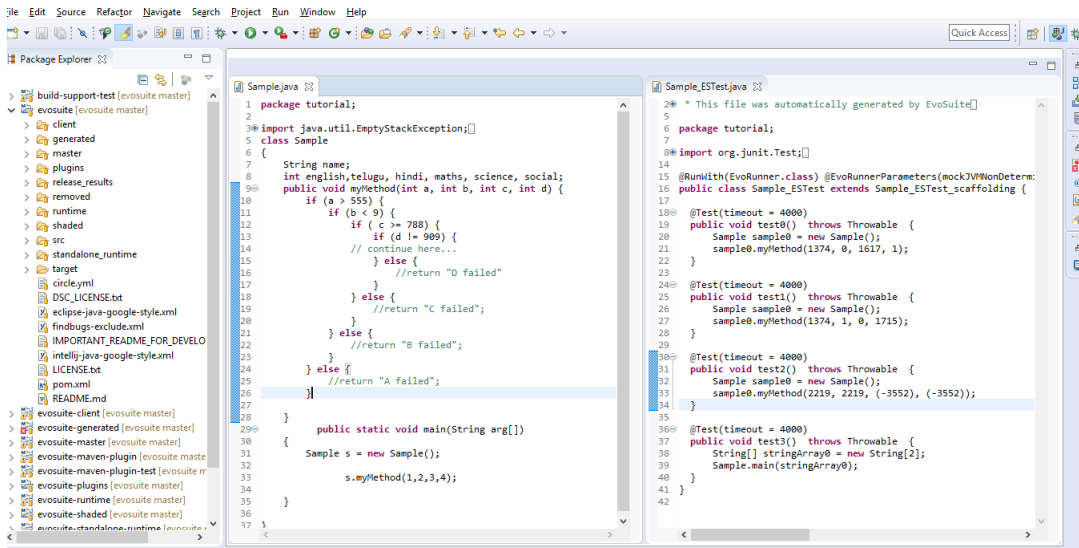 File Edit Source Refactor Navigate Search Project Run Window Help
Quick Access
Package Explorer
build-support-test [evosuite master]
evosuite [evosuite master]
client
generated
master
plugins
release_results
removed
runtime
shaded
src
standalone_runtime
target
circle.yml
DSC_LICENSE.txt
eclipse-java-google-style.xml
findbugs-exclude.xml
IMPORTANT_README_FOR_DEVELO
intellij-java-google-style.xml
LICENSE.txt
pom.xml
README.md
evosuite-client [evosuite master]
evosuite-generated [evosuite master]
evosuite-master [evosuite master]
evosuite-maven-plugin [evosuite maste
evosuite-maven-plugin-test [evosuite m
evosuite-plugins [evosuite master]
evosuite-runtime [evosuite master]
evosuite-shaded [evosuite master]
evosuite-standalone-runtime [evosuite
Sample.java
1 package tutorial;
2
3 import java.util.EmptyStackException;
5 class Sample
6 {
7 String name;
8 int english,telugu, hindi, maths, science, social;
9 public void myMethod(int a, int b, int c, int d) {
10 if (a > 555) {
11 if (b < 9) {
12 if ( c >= 788) {
13 if (d != 909) {
14 // continue here...
15 } else {
16 //return "D failed"
17 }
18 } else {
19 //return "C failed";
20 }
21 } else {
22 //return "B failed";
23 }
24 } else {
25 //return "A failed";
26 }
27
28 }
29 public static void main(String arg[])
30 {
31 Sample s = new Sample();
32
33 s.myMethod(1,2,3,4);
34
35 }
36
37 }
Sample_ESTest.java
2 * This file was automatically generated by EvoSuite
5
6 package tutorial;
7
8 import org.junit.Test;
14
15 @RunWith(EvoRunner.class) @EvoRunnerParameters(mockJVMNonDetermi
16 public class Sample_ESTest extends Sample_ESTest_scaffolding {
17
18 @Test(timeout = 4000)
19 public void test0() throws Throwable {
20 Sample sample0 = new Sample();
21 sample0.myMethod(1374, 0, 1617, 1);
22 }
23
24 @Test(timeout = 4000)
25 public void test1() throws Throwable {
26 Sample sample0 = new Sample();
27 sample0.myMethod(1374, 1, 0, 1715);
28 }
29
30 @Test(timeout = 4000)
31 public void test2() throws Throwable {
32 Sample sample0 = new Sample();
33 sample0.myMethod(2219, 2219, (-3552), (-3552));
34 }
35
36 @Test(timeout = 4000)
37 public void test3() throws Throwable {
38 String[] stringArray0 = new String[2];
39 Sample.main(stringArray0);
40 }
41 }
42